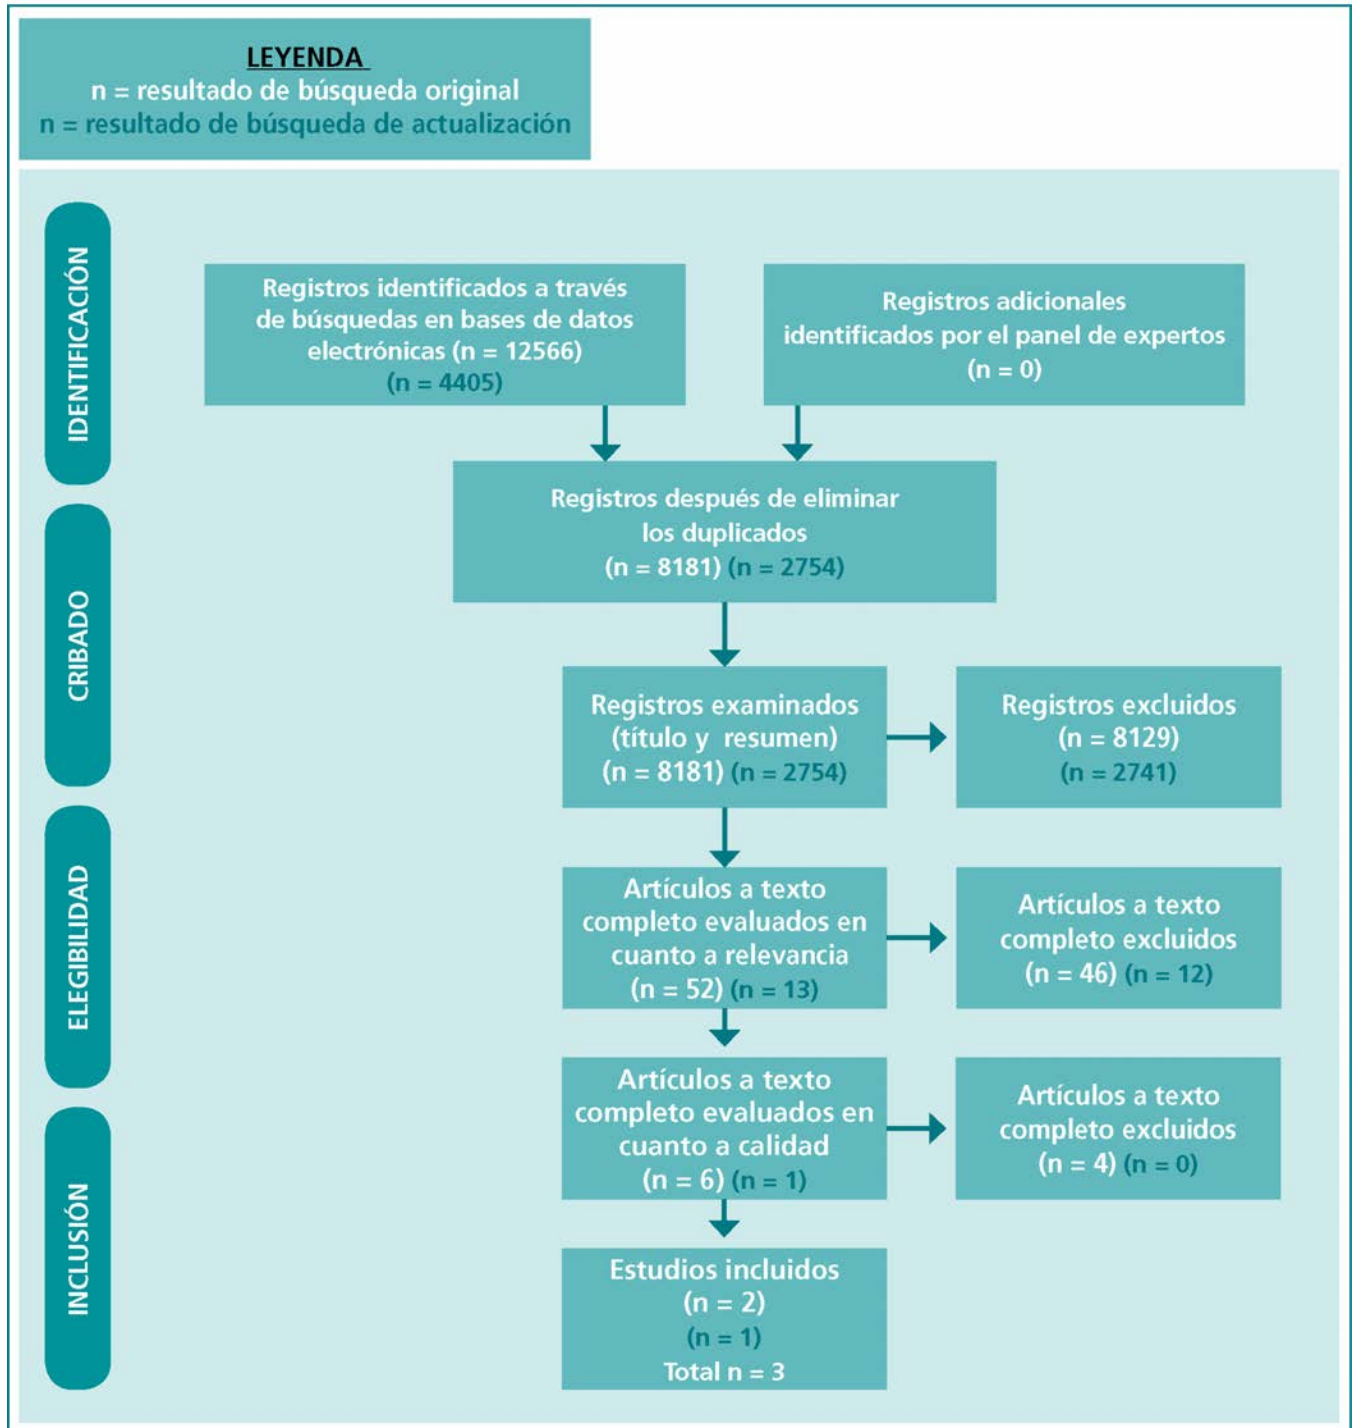 LEYENDA
n = resultado de búsqueda original
n = resultado de búsqueda de actualización
IDENTIFICACIÓN
Registros identificados a través
de búsquedas en bases de datos
electrónicas (n = 12566)
(n = 4405)
Registros adicionales
identificados por el panel de expertos
(n = 0)
Registros después de eliminar
los duplicados
(n = 8181) (n = 2754)
CRIBADO
Registros examinados
(título y resumen)
(n = 8181) (n = 2754)
Registros excluidos
(n = 8129)
(n = 2741)
ELEGIBILIDAD
Artículos a texto
completo evaluados en
cuanto a relevancia
(n = 52) (n = 13)
Artículos a texto
completo excluidos
(n = 46) (n = 12)
Artículos a texto
completo evaluados en
cuanto a calidad
(n = 6) (n = 1)
Artículos a texto
completo excluidos
(n = 4) (n = 0)
INCLUSIÓN
Estudios incluidos
(n = 2)
(n = 1)
Total n = 3